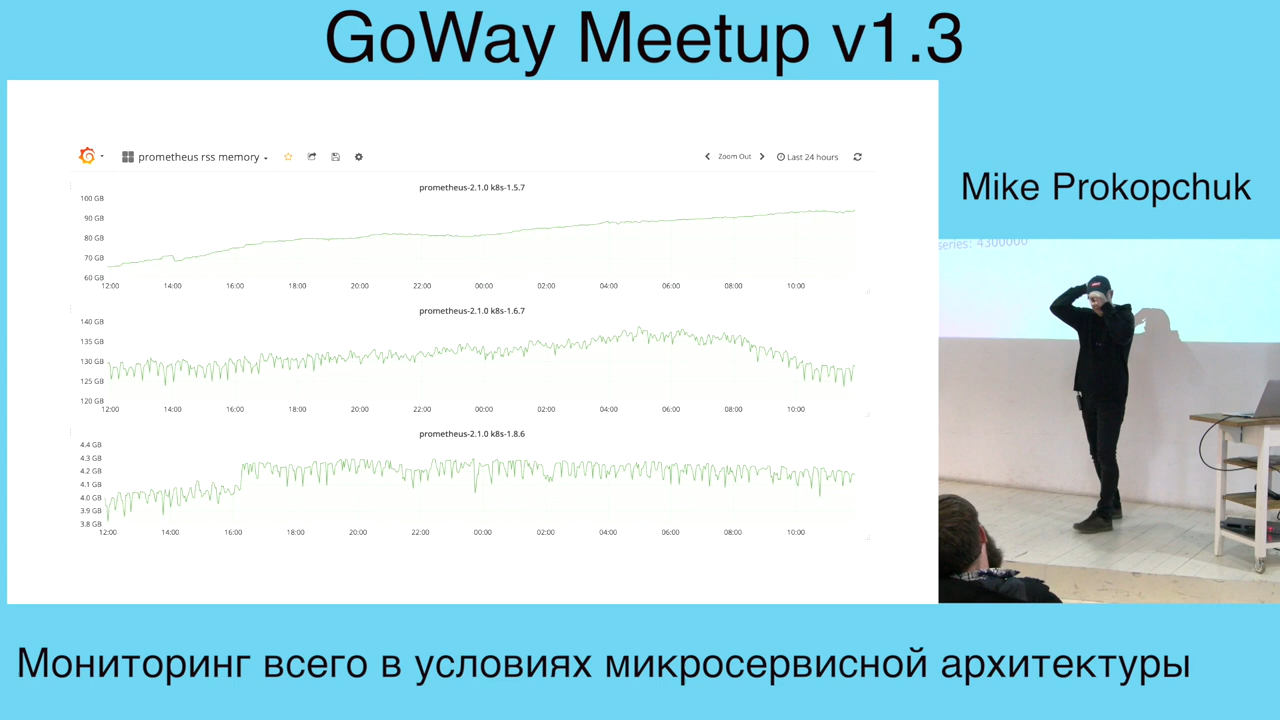 GoWay Meetup v1.3
prometheus rss memory
Zoom Out
Last 24 hours
prometheus-2.1.0 k8s-1.5.7
100 GB
90 GB
80 GB
70 GB
60 GB
12:00 14:00 16:00 18:00 20:00 22:00 00:00 02:00 04:00 06:00 08:00 10:00
prometheus-2.1.0 k8s-1.6.7
140 GB
135 GB
130 GB
125 GB
120 GB
12:00 14:00 16:00 18:00 20:00 22:00 00:00 02:00 04:00 06:00 08:00 10:00
prometheus-2.1.0 k8s-1.8.6
4.4 GB
4.3 GB
4.2 GB
4.1 GB
4.0 GB
3.9 GB
3.8 GB
12:00 14:00 16:00 18:00 20:00 22:00 00:00 02:00 04:00 06:00 08:00 10:00
Mike Prokopchuk
series: 4300000
Мониторинг всего в условиях микросервисной архитектуры